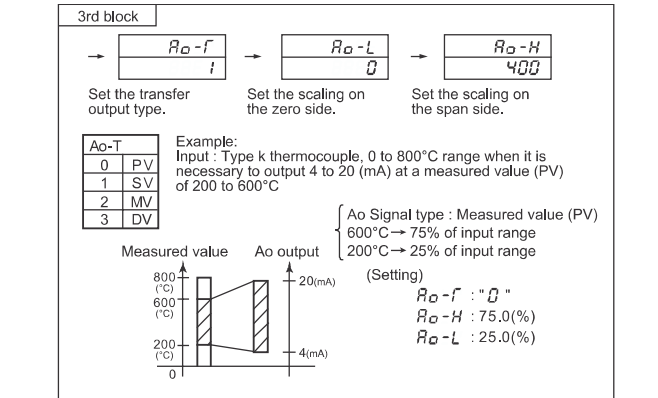 3rd block
Ao-T
1
Set the transfer
output type.
Ao-L
0
Set the scaling on
the zero side.
Ao-H
400
Set the scaling on
the span side.
Ao-T
0 PV
1 SV
2 MV
3 DV
Example:
Input : Type k thermocouple, 0 to 800°C range when it is
necessary to output 4 to 20 (mA) at a measured value (PV)
of 200 to 600°C
Ao Signal type : Measured value (PV)
600°C→ 75% of input range
200°C→ 25% of input range
Measured value Ao output
800
(°C)
600
(°C)
200
(°C)
0
20(mA)
4(mA)
(Setting)
Ao-T : "0 "
Ao-H : 75.0(%)
Ao-L : 25.0(%)